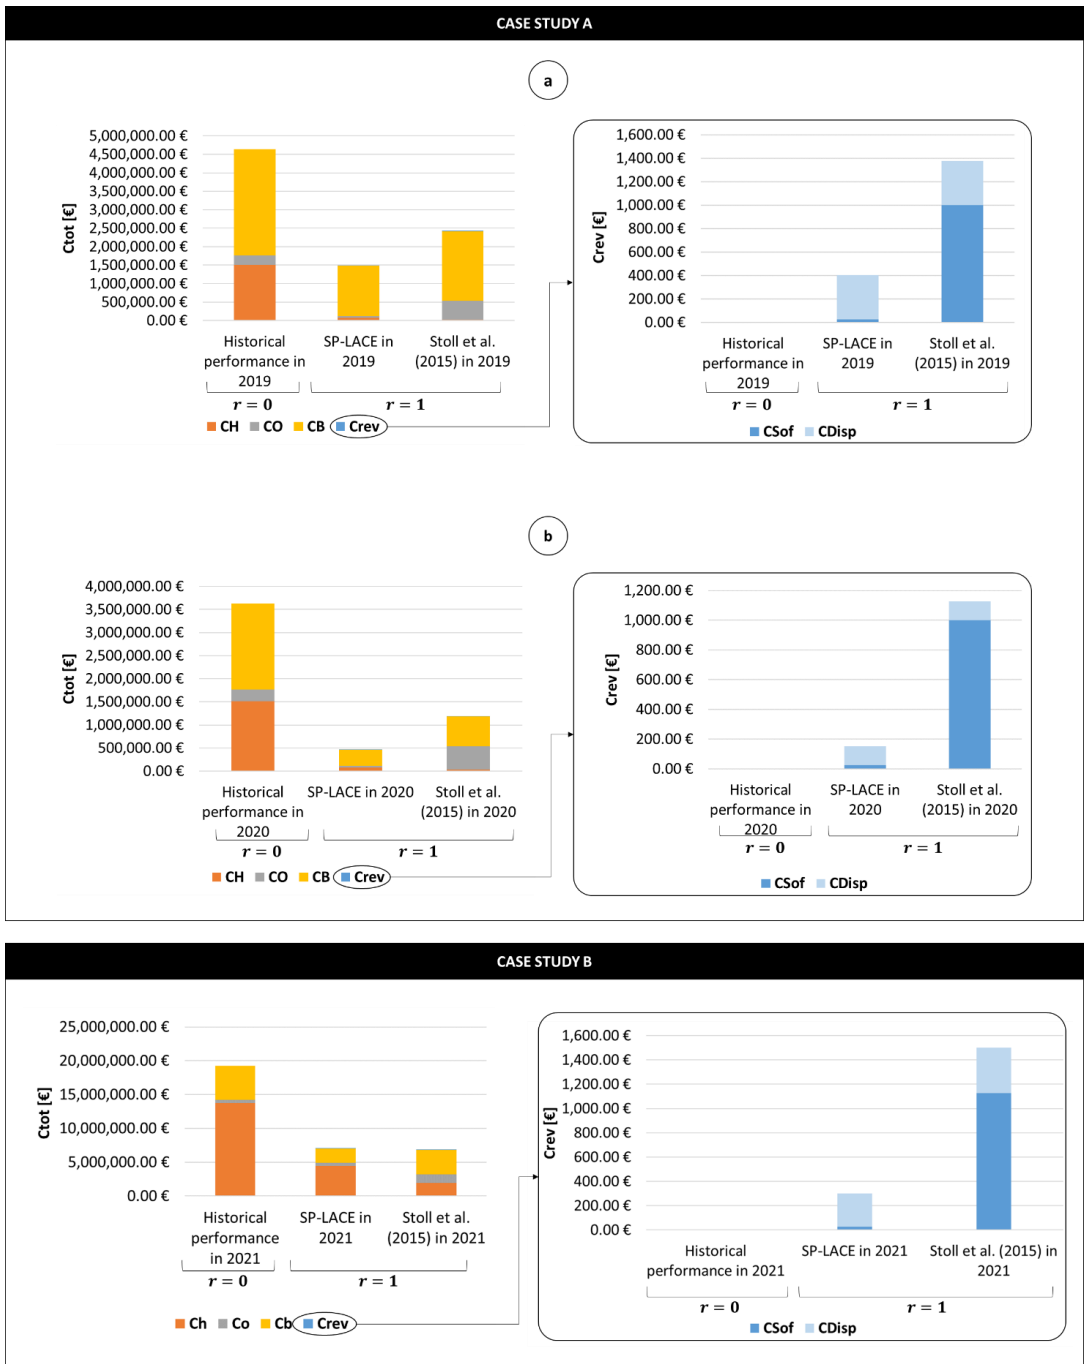 CASE STUDY A
a
5,000,000.00 €
4,500,000.00 €
4,000,000.00 €
3,500,000.00 €
3,000,000.00 €
2,500,000.00 €
2,000,000.00 €
1,500,000.00 €
1,000,000.00 €
500,000.00 €
0.00 €
Ctot [€]
Historical
performance in
2019
SP-LACE in
2019
Stoll et al.
(2015) in 2019
r = 0
r = 1
CH CO CB Crev
1,600.00 €
1,400.00 €
1,200.00 €
1,000.00 €
800.00 €
600.00 €
400.00 €
200.00 €
0.00 €
Crev [€]
Historical
performance in
2019
SP-LACE in
2019
Stoll et al.
(2015) in 2019
r = 0
r = 1
CSof CDisp
b
4,000,000.00 €
3,500,000.00 €
3,000,000.00 €
2,500,000.00 €
2,000,000.00 €
1,500,000.00 €
1,000,000.00 €
500,000.00 €
0.00 €
Ctot [€]
Historical
performance in
2020
SP-LACE in 2020
Stoll et al.
(2015) in 2020
r = 0
r = 1
CH CO CB Crev
1,200.00 €
1,000.00 €
800.00 €
600.00 €
400.00 €
200.00 €
0.00 €
Crev [€]
Historical
performance in
2020
SP-LACE in
2020
Stoll et al.
(2015) in 2020
r = 0
r = 1
CSof CDisp
CASE STUDY B
25,000,000.00 €
20,000,000.00 €
15,000,000.00 €
10,000,000.00 €
5,000,000.00 €
0.00 €
Ctot [€]
Historical
performance
in 2021
SP-LACE in
2021
Stoll et al.
(2015) in 2021
r = 0
r = 1
Ch Co Cb Crev
1,600.00 €
1,400.00 €
1,200.00 €
1,000.00 €
800.00 €
600.00 €
400.00 €
200.00 €
0.00 €
Crev [€]
Historical
performance in 2021
SP-LACE in 2021
Stoll et al. (2015) in
2021
r = 0
r = 1
CSof CDisp